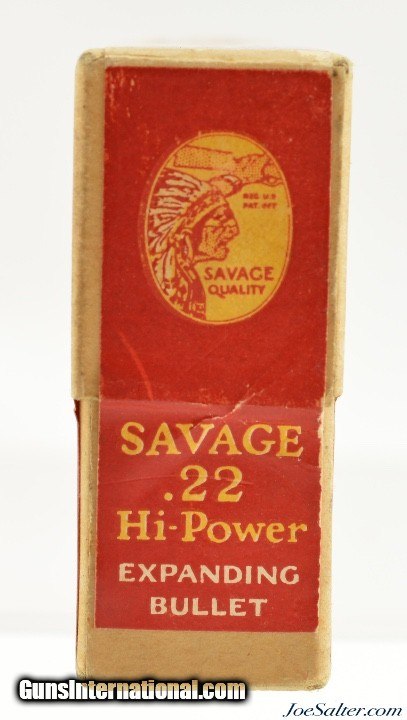 REG. U.S.
PAT. OFF.
SAVAGE
QUALITY
SAVAGE
.22
Hi-Power
EXPANDING
BULLET
GunsInternational.com
JoeSalter.com